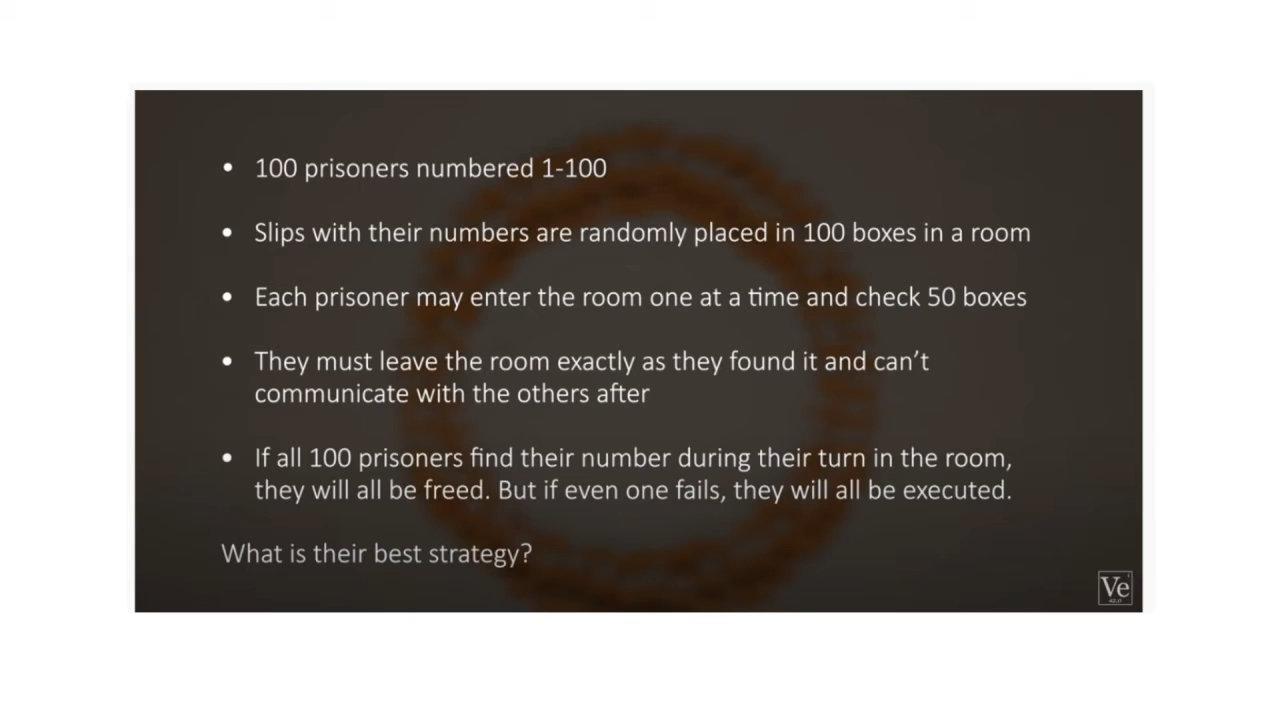 • 100 prisoners numbered 1-100
• Slips with their numbers are randomly placed in 100 boxes in a room
• Each prisoner may enter the room one at a time and check 50 boxes
• They must leave the room exactly as they found it and can’t
communicate with the others after
• If all 100 prisoners find their number during their turn in the room,
they will all be freed. But if even one fails, they will all be executed.
What is their best strategy?
Ve